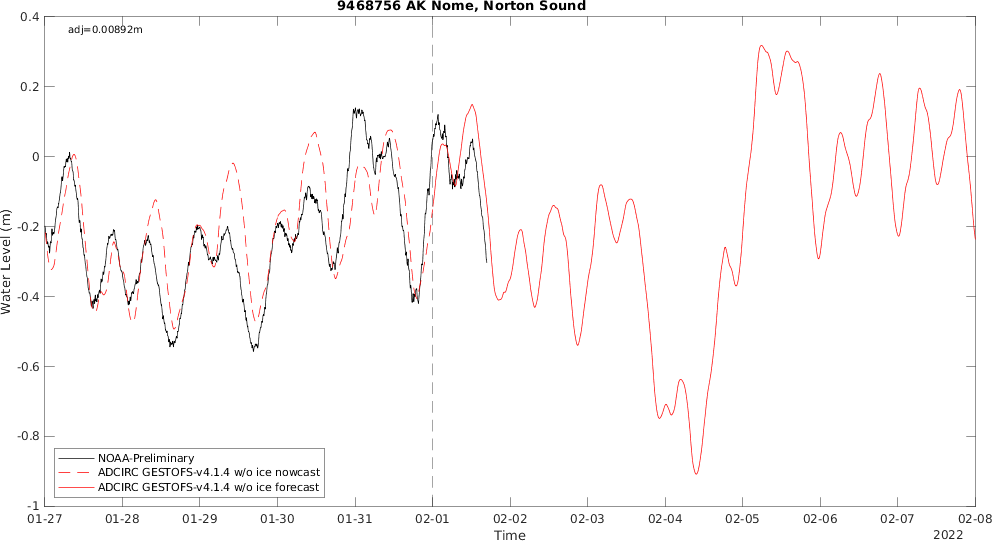 9468756 AK Nome, Norton Sound
adj=0.00892m
0.4
0.2
0
-0.2
-0.4
-0.6
-0.8
-1
Water Level (m)
NOAA-Preliminary
ADCIRC GESTOFS-v4.1.4 w/o ice nowcast
ADCIRC GESTOFS-v4.1.4 w/o ice forecast
01-27 01-28 01-29 01-30 01-31 02-01 02-02 02-03 02-04 02-05 02-06 02-07 02-08
Time
2022